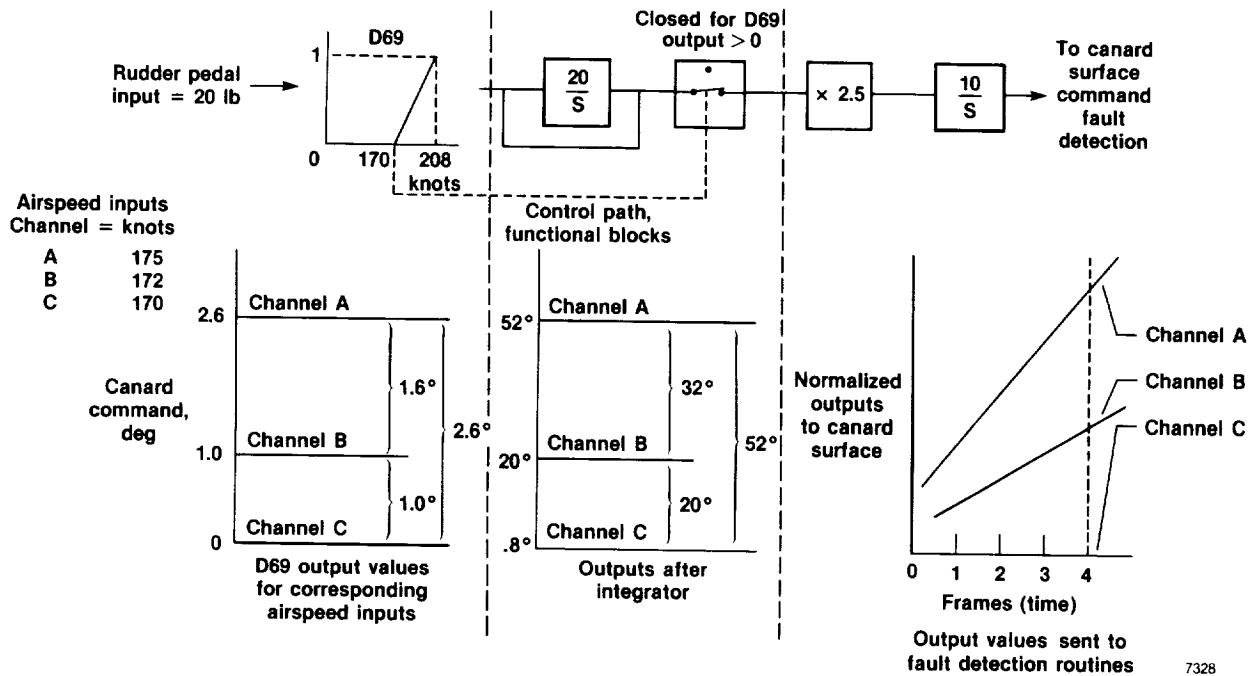 Rudder pedal
input = 20 lb
D69
1
0
170
208
knots
20
S
Closed for D69
output > 0
× 2.5
10
S
To canard
surface
command
fault
detection
Control path,
functional blocks
Airspeed inputs
Channel = knots
A 175
B 172
C 170
Canard
command,
deg
2.6
1.0
0
Channel A
Channel B
Channel C
1.6°
1.0°
2.6°
D69 output values
for corresponding
airspeed inputs
52°
20°
.8°
Channel A
Channel B
Channel C
32°
20°
52°
Outputs after
integrator
Normalized
outputs
to canard
surface
Channel A
Channel B
Channel C
0 1 2 3 4
Frames (time)
Output values sent to
fault detection routines
7328